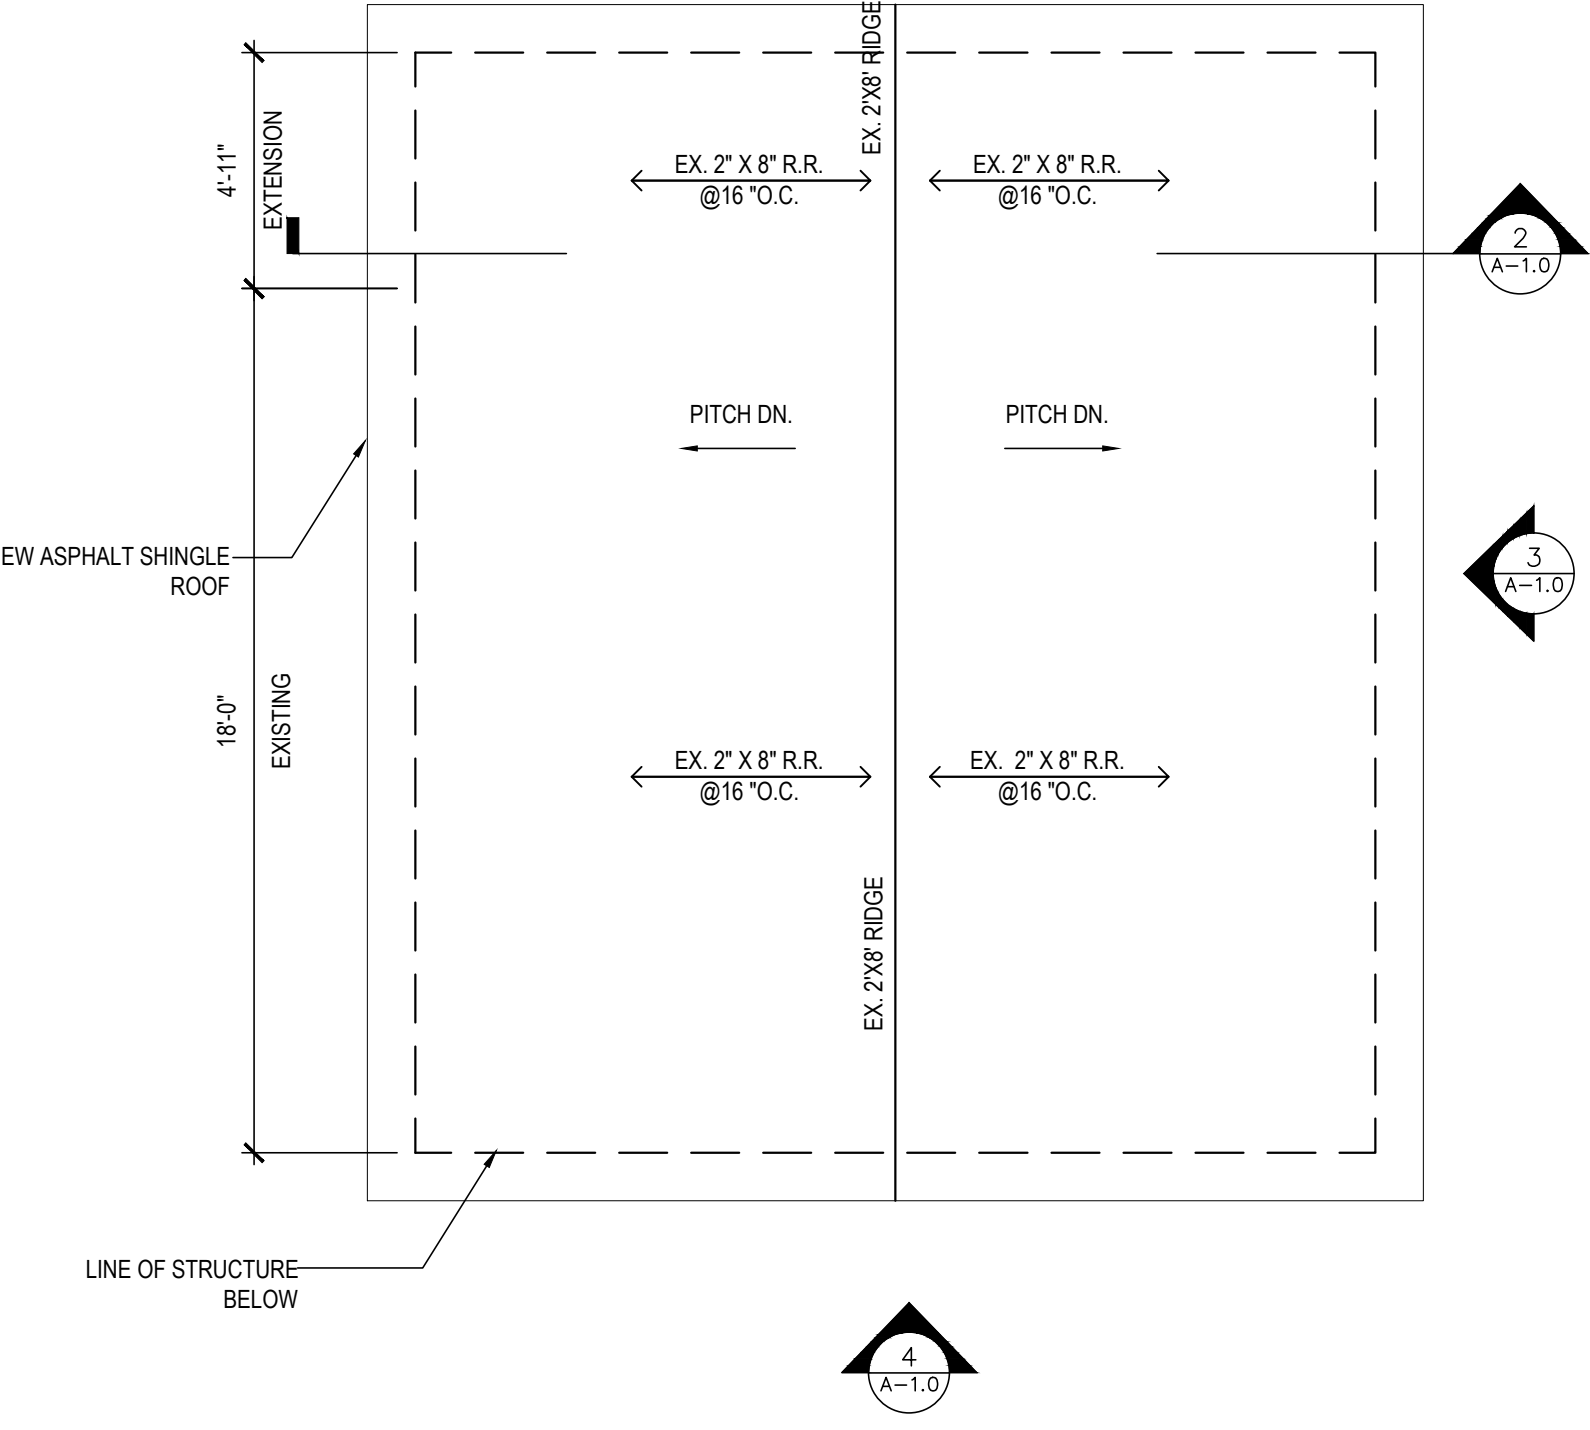 EX. 2'X8' RIDGE
4'-11"
EXTENSION
EX. 2" X 8" R.R.
@16 "O.C.
EX. 2" X 8" R.R.
@16 "O.C.
2
A-1.0
PITCH DN.
PITCH DN.
EW ASPHALT SHINGLE
ROOF
3
A-1.0
18'-0"
EXISTING
EX. 2" X 8" R.R.
@16 "O.C.
EX. 2" X 8" R.R.
@16 "O.C.
EX. 2'X8' RIDGE
LINE OF STRUCTURE
BELOW
4
A-1.0